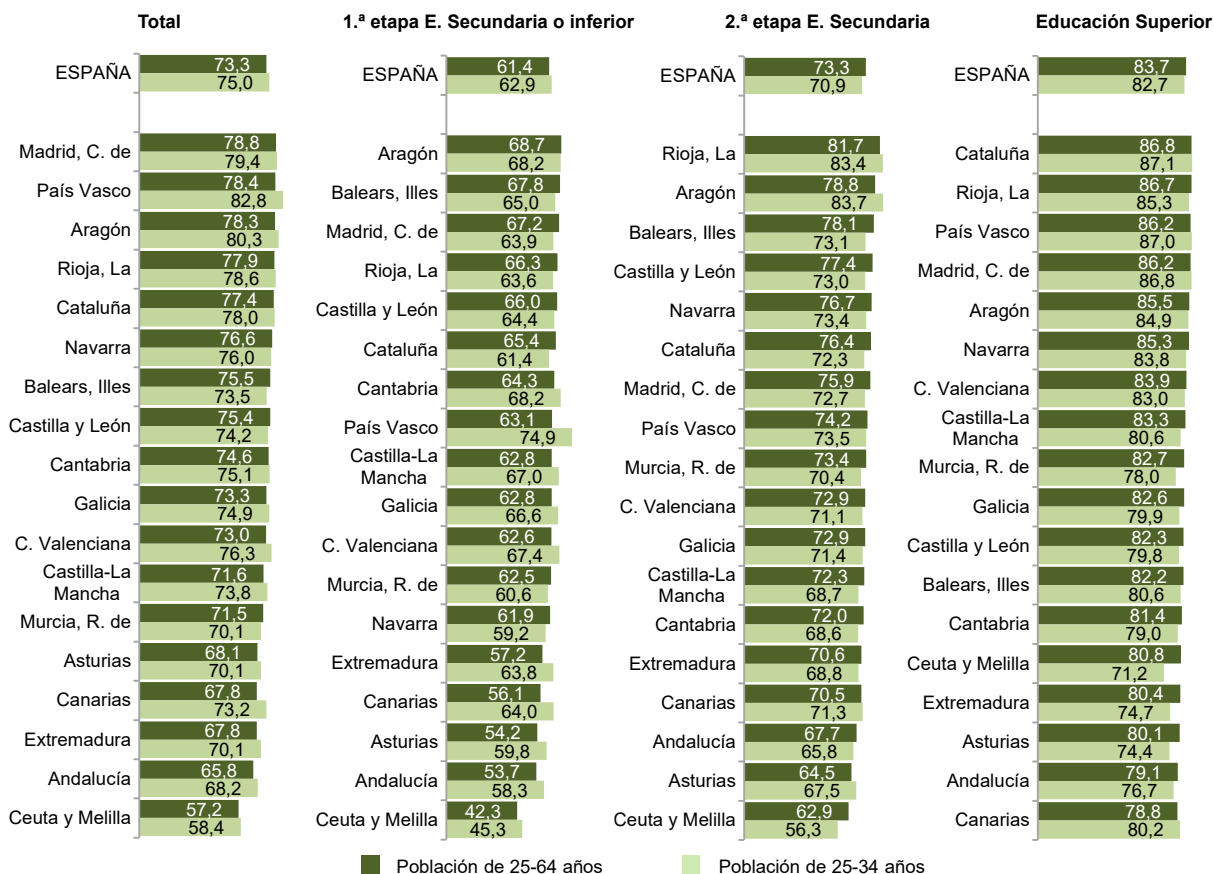 Total
ESPAÑA
73,3
75,0
Madrid, C. de
78,8
79,4
País Vasco
78,4
82,8
Aragón
78,3
80,3
Rioja, La
77,9
78,6
Cataluña
77,4
78,0
Navarra
76,6
76,0
Balears, Illes
75,5
73,5
Castilla y León
75,4
74,2
Cantabria
74,6
75,1
Galicia
73,3
74,9
C. Valenciana
73,0
76,3
Castilla-La
Mancha
71,6
73,8
Murcia, R. de
71,5
70,1
Asturias
68,1
70,1
Canarias
67,8
73,2
Extremadura
67,8
70,1
Andalucía
65,8
68,2
Ceuta y Melilla
57,2
58,4
1.ª etapa E. Secundaria o inferior
ESPAÑA
61,4
62,9
Aragón
68,7
68,2
Balears, Illes
67,8
65,0
Madrid, C. de
67,2
63,9
Rioja, La
66,3
63,6
Castilla y León
66,0
64,4
Cataluña
65,4
61,4
Cantabria
64,3
68,2
País Vasco
63,1
74,9
Castilla-La
Mancha
62,8
67,0
Galicia
62,8
66,6
C. Valenciana
62,6
67,4
Murcia, R. de
62,5
60,6
Navarra
61,9
59,2
Extremadura
57,2
63,8
Canarias
56,1
64,0
Asturias
54,2
59,8
Andalucía
53,7
58,3
Ceuta y Melilla
42,3
45,3
2.ª etapa E. Secundaria
ESPAÑA
73,3
70,9
Rioja, La
81,7
83,4
Aragón
78,8
83,7
Balears, Illes
78,1
73,1
Castilla y León
77,4
73,0
Navarra
76,7
73,4
Cataluña
76,4
72,3
Madrid, C. de
75,9
72,7
País Vasco
74,2
73,5
Murcia, R. de
73,4
70,4
C. Valenciana
72,9
71,1
Galicia
72,9
71,4
Castilla-La
Mancha
72,3
68,7
Cantabria
72,0
68,6
Extremadura
70,6
68,8
Canarias
70,5
71,3
Andalucía
67,7
65,8
Asturias
64,5
67,5
Ceuta y Melilla
62,9
56,3
Educación Superior
ESPAÑA
83,7
82,7
Cataluña
86,8
87,1
Rioja, La
86,7
85,3
País Vasco
86,2
87,0
Madrid, C. de
86,2
86,8
Aragón
85,5
84,9
Navarra
85,3
83,8
C. Valenciana
83,9
83,0
Castilla-La
Mancha
83,3
80,6
Murcia, R. de
82,7
78,0
Galicia
82,6
79,9
Castilla y León
82,3
79,8
Balears, Illes
82,2
80,6
Cantabria
81,4
79,0
Ceuta y Melilla
80,8
71,2
Extremadura
80,4
74,7
Asturias
80,1
74,4
Andalucía
79,1
76,7
Canarias
78,8
80,2
Población de 25-64 años
Población de 25-34 años